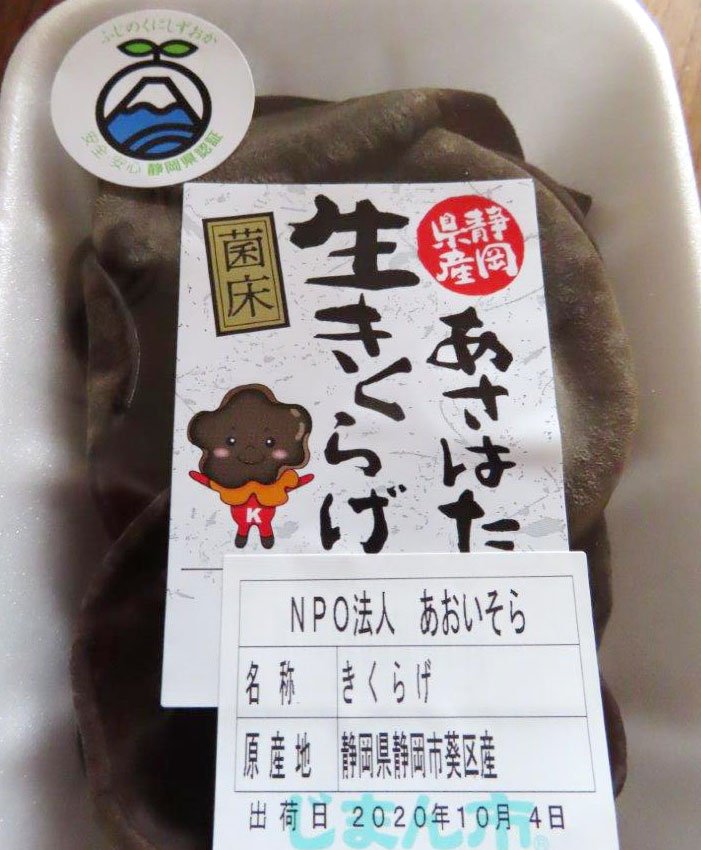 ふじのくにしずおか
安全 安心 静岡県認証
静岡
県産
あさはた
生きくらげ
菌床
K
NPO法人 あおいそら
名称 きくらげ
原産地 静岡県静岡市葵区産
出荷日 2020年10月 4日
じまん市®